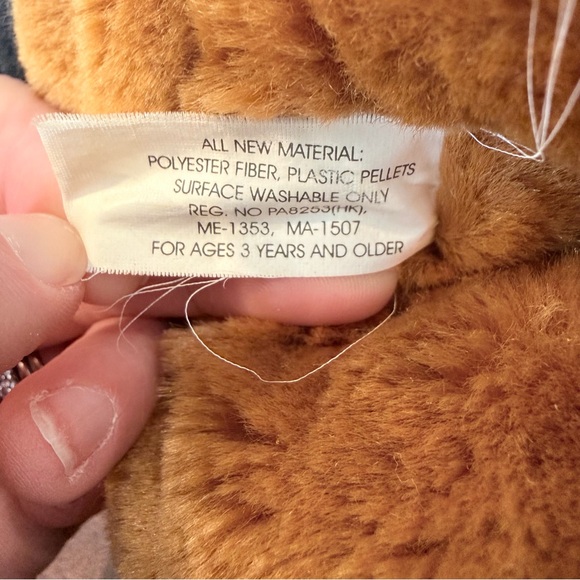 ALL NEW MATERIAL:
POLYESTER FIBER, PLASTIC PELLETS
SURFACE WASHABLE ONLY
REG. NO PA8253(HK),
ME-1353, MA-1507
FOR AGES 3 YEARS AND OLDER